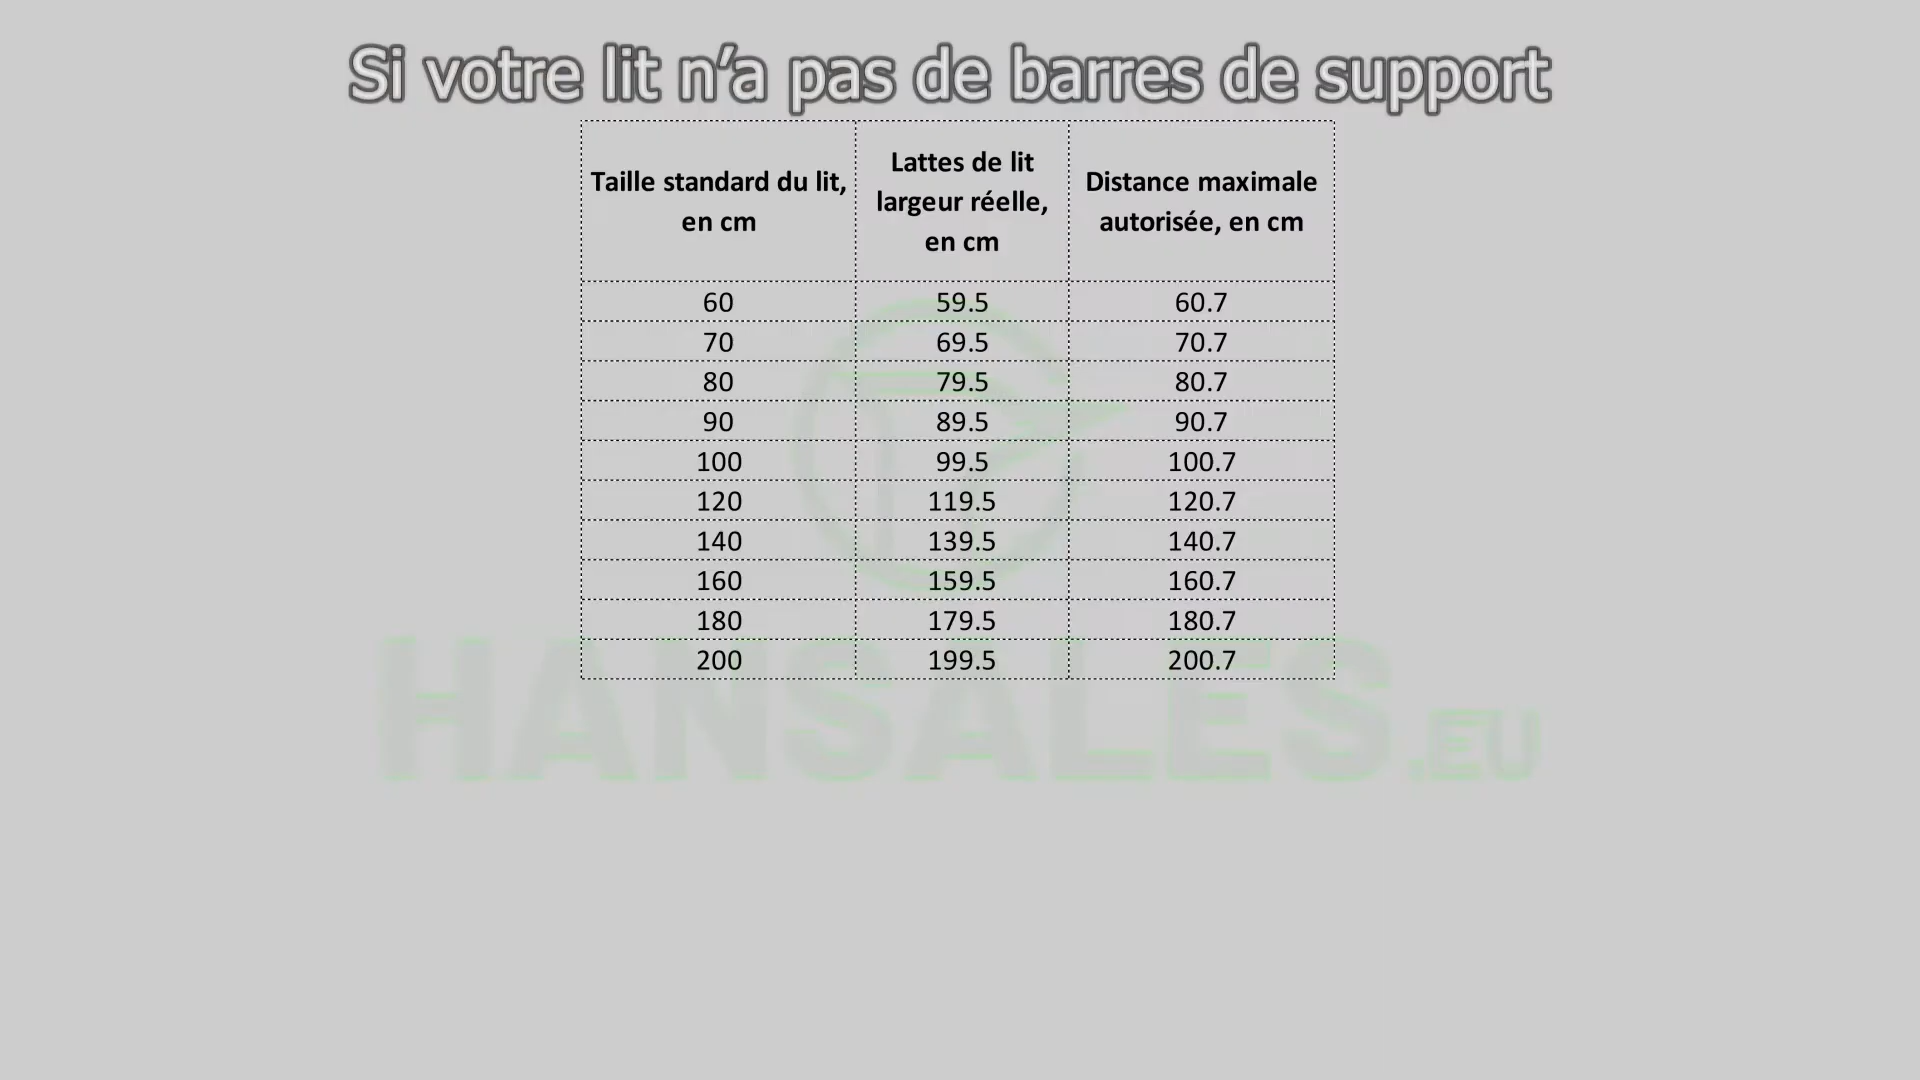 Si votre lit n’a pas de barres de support
Taille standard du lit,
en cm
Lattes de lit
largeur réelle,
en cm
Distance maximale
autorisée, en cm
60 59.5 60.7
70 69.5 70.7
80 79.5 80.7
90 89.5 90.7
100 99.5 100.7
120 119.5 120.7
140 139.5 140.7
160 159.5 160.7
180 179.5 180.7
200 199.5 200.7
HANSALES.EU